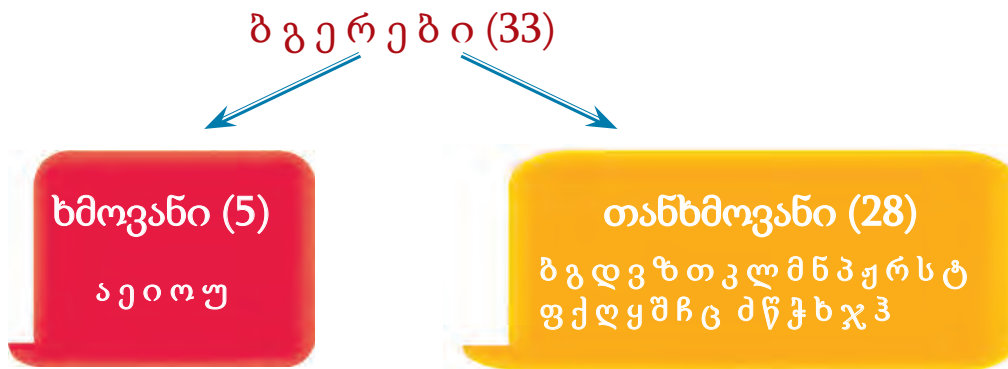 ბ გ ე რ ე ბ ი (33)
ხმოვანი (5)
ა ე ი ო უ
თანხმოვანი (28)
ბ გ დ ვ ზ თ კ ლ მ ნ პ ჟ რ ს ტ
ფ ქ ღ ყ შ ჩ ც ძ წ ჭ ხ ჯ ჰ